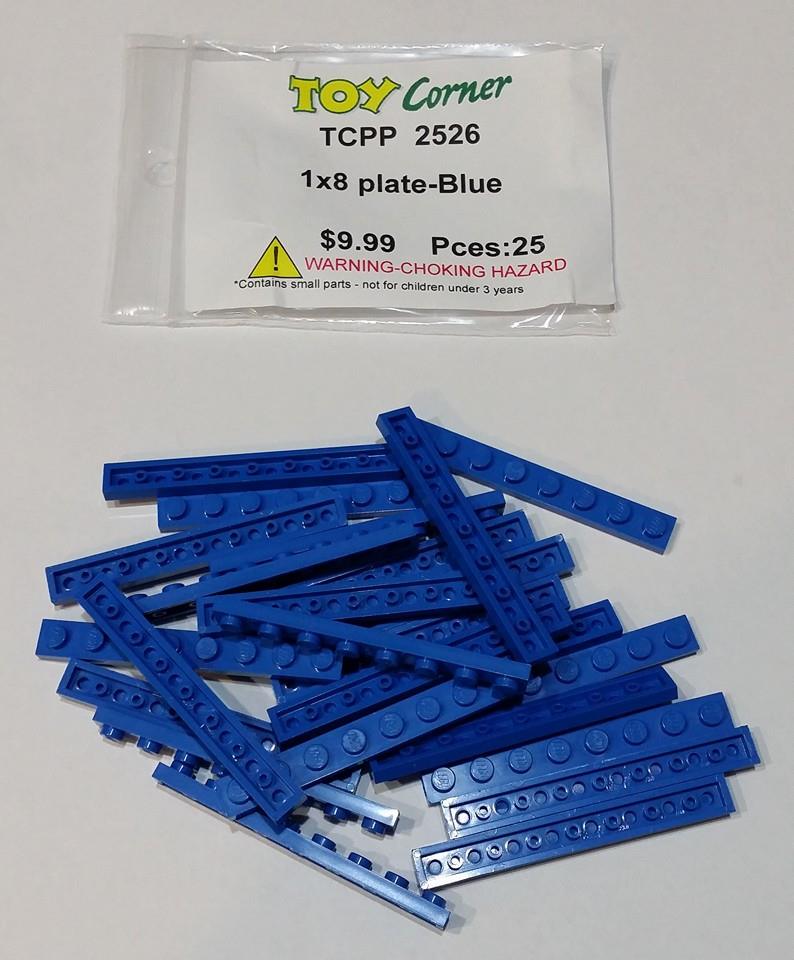 TOY Corner
TCPP 2526
1x8 plate-Blue
$9.99 Pces:25
WARNING-CHOKING HAZARD
*Contains small parts - not for children under 3 years